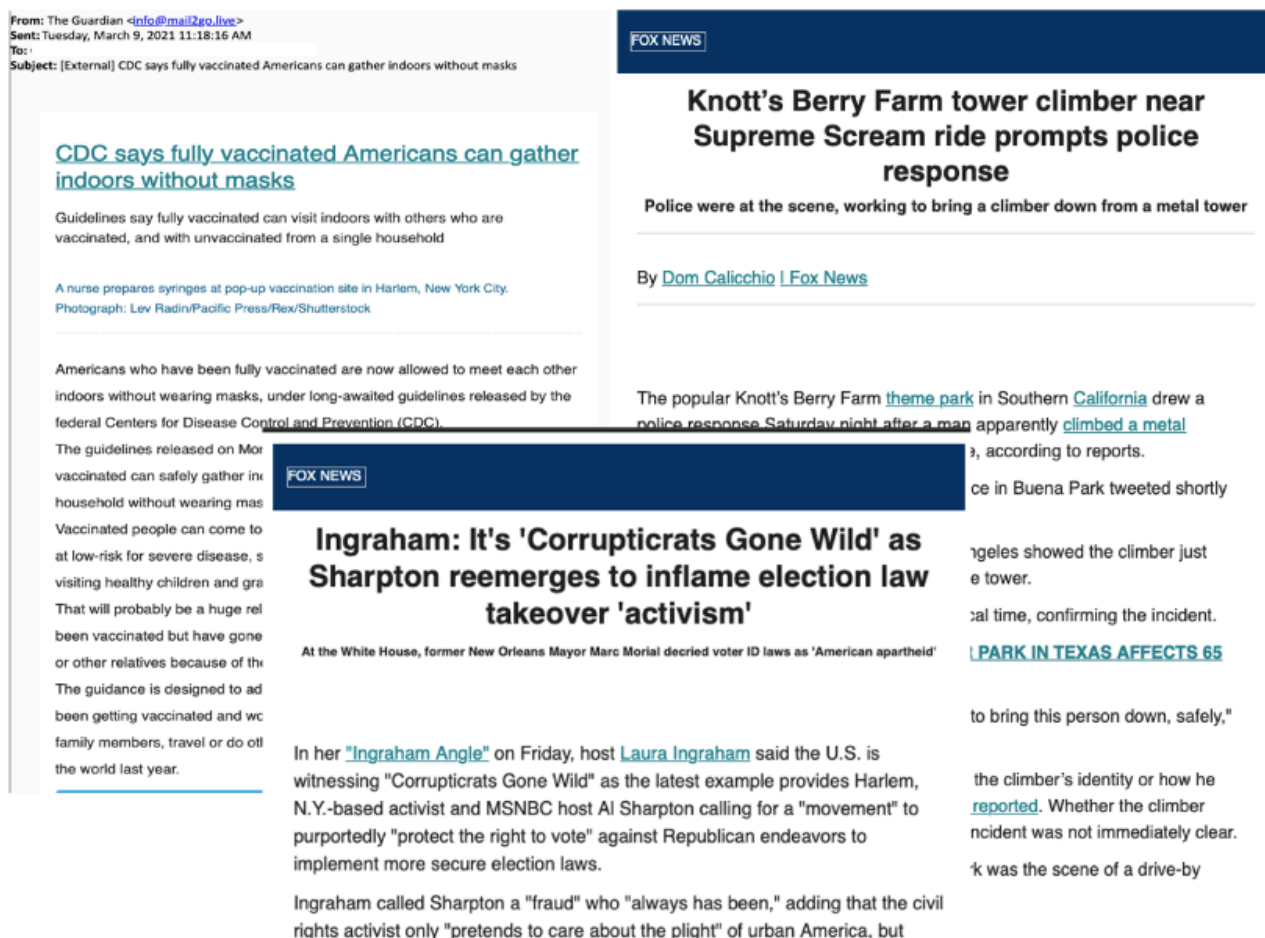 From: The Guardian <info@mail2go.live>
Sent: Tuesday, March 9, 2021 11:18:16 AM
To:
Subject: [External] CDC says fully vaccinated Americans can gather indoors without masks
CDC says fully vaccinated Americans can gather
indoors without masks
Guidelines say fully vaccinated can visit indoors with others who are
vaccinated, and with unvaccinated from a single household
A nurse prepares syringes at pop-up vaccination site in Harlem, New York City.
Photograph: Lev Radin/Pacific Press/Rex/Shutterstock
Americans who have been fully vaccinated are now allowed to meet each other
indoors without wearing masks, under long-awaited guidelines released by the
federal Centers for Disease Control and Prevention (CDC).
The guidelines released on
vaccinated can safely gather
household without wearing
Vaccinated people can come to
at low-risk for severe disease,
visiting healthy children and
That will probably be a huge
been vaccinated but have gone
or other relatives because of
The guidance is designed to
been getting vaccinated and
family members, travel or do
the world last year.
FOX NEWS
Knott's Berry Farm tower climber near
Supreme Scream ride prompts police
response
Police were at the scene, working to bring a climber down from a metal tower
By Dom Calicchio | Fox News
The popular Knott's Berry Farm theme park in Southern California drew a
police response Saturday night after a man apparently climbed a metal
, according to reports.
ce in Buena Park tweeted shortly
ngeles showed the climber just
e tower.
cal time, confirming the incident.
PARK IN TEXAS AFFECTS 65
to bring this person down, safely,"
the climber's identity or how he
reported. Whether the climber
ncident was not immediately clear.
was the scene of a drive-by
FOX NEWS
Ingraham: It's 'Corrupticrats Gone Wild' as
Sharpton reemerges to inflame election law
takeover 'activism'
At the White House, former New Orleans Mayor Marc Morial decried voter ID laws as 'American apartheid'
In her "Ingraham Angle" on Friday, host Laura Ingraham said the U.S. is
witnessing "Corrupticrats Gone Wild" as the latest example provides Harlem,
N.Y.-based activist and MSNBC host Al Sharpton calling for a "movement" to
purportedly "protect the right to vote" against Republican endeavors to
implement more secure election laws.
Ingraham called Sharpton a "fraud" who "always has been," adding that the civil
rights activist only "pretends to care about the plight" of urban America, but